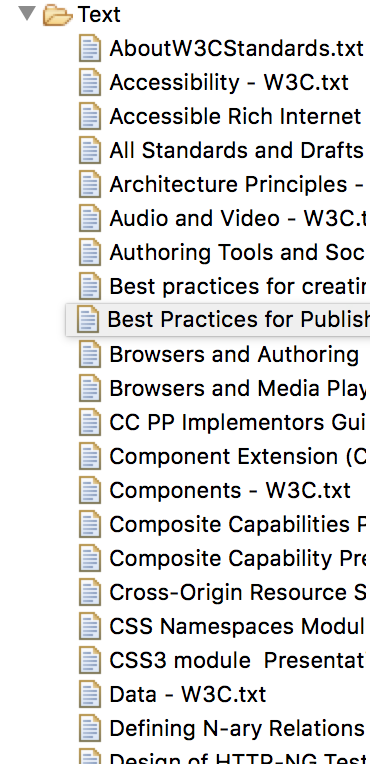 Text
AboutW3CStandards.txt
Accessibility - W3C.txt
Accessible Rich Internet
All Standards and Drafts
Architecture Principles -
Audio and Video - W3C.t
Authoring Tools and Soc
Best practices for creatin
Best Practices for Publish
Browsers and Authoring
Browsers and Media Play
CC PP Implementors Gui
Component Extension (C
Components - W3C.txt
Composite Capabilities P
Composite Capability Pre
Cross-Origin Resource S
CSS Namespaces Modul
CSS3 module  Presentat
Data - W3C.txt
Defining N-ary Relations
Design of HTTP-NG Test